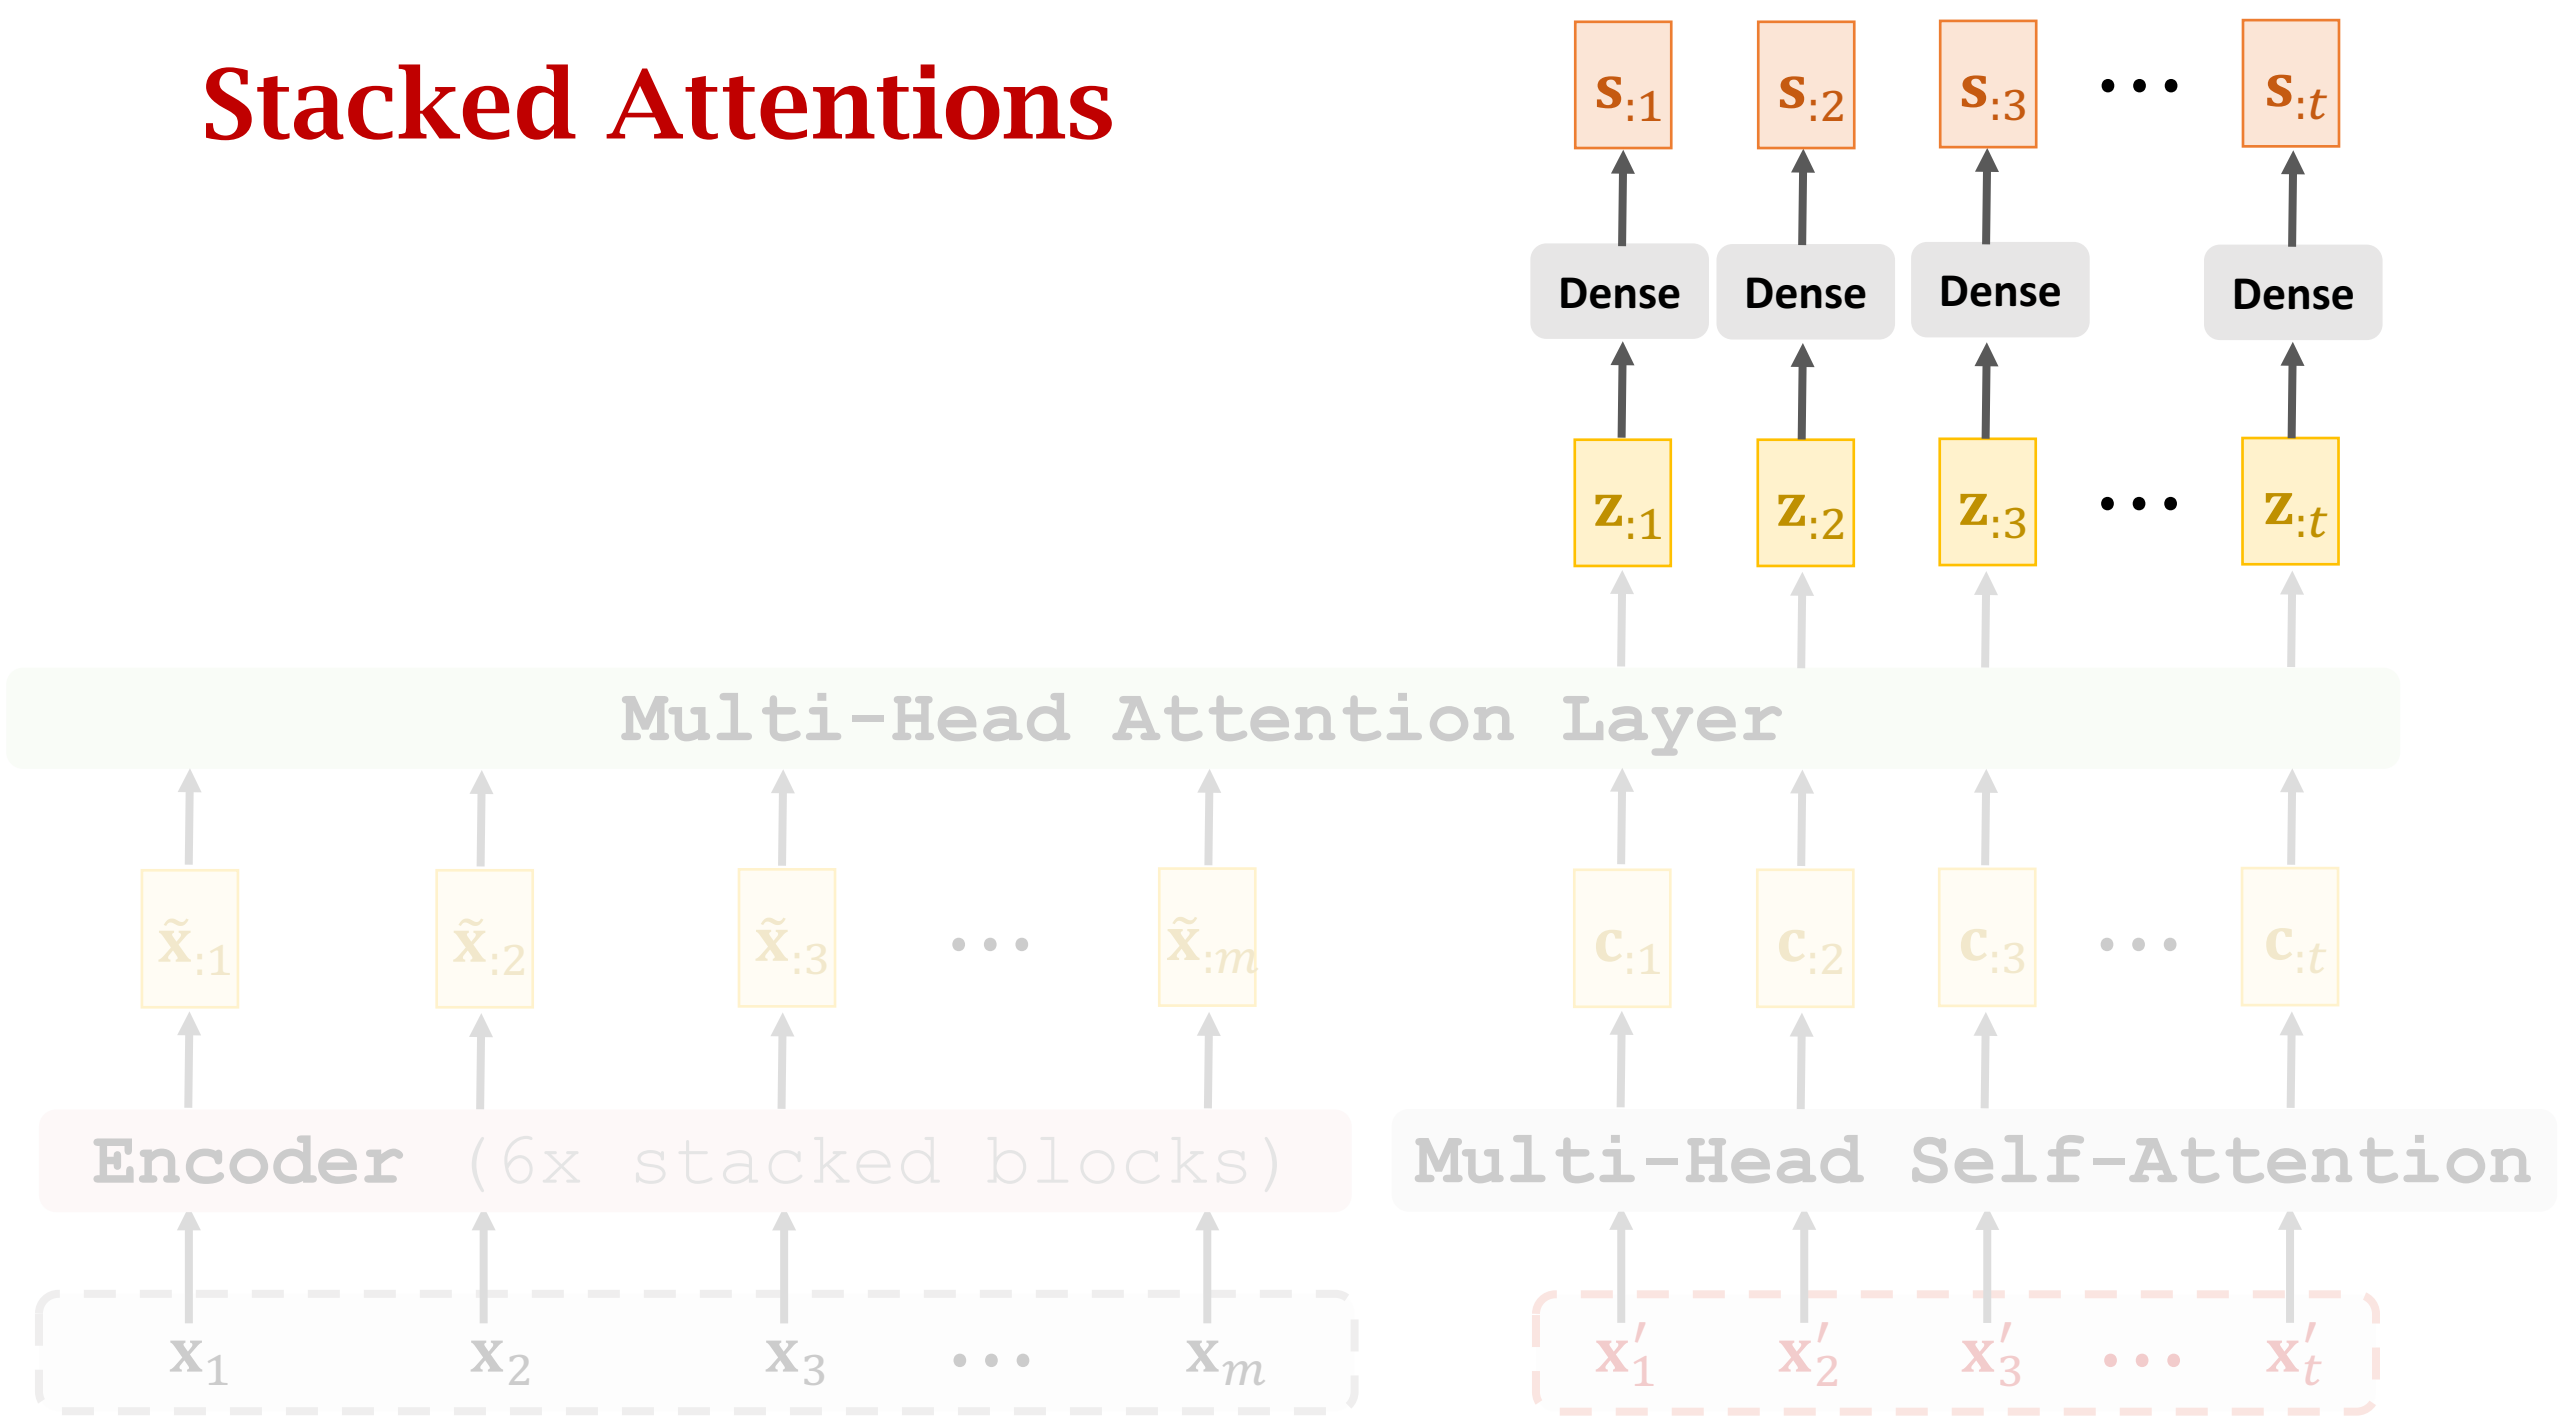 s:1 s:2 s:3 ⋯ s:t
Stacked Attentions
Dense Dense Dense Dense
z:1 z:2 z:3 ⋯ z:t
Multi-Head Attention Layer
x̃:1 x̃:2 x̃:3 ⋯ x̃:m c:1 c:2 c:3 ⋯ c:t
Encoder (6x stacked blocks) Multi-Head Self-Attention
x1 x2 x3 ⋯ xm x′1 x′2 x′3 ⋯ x′t